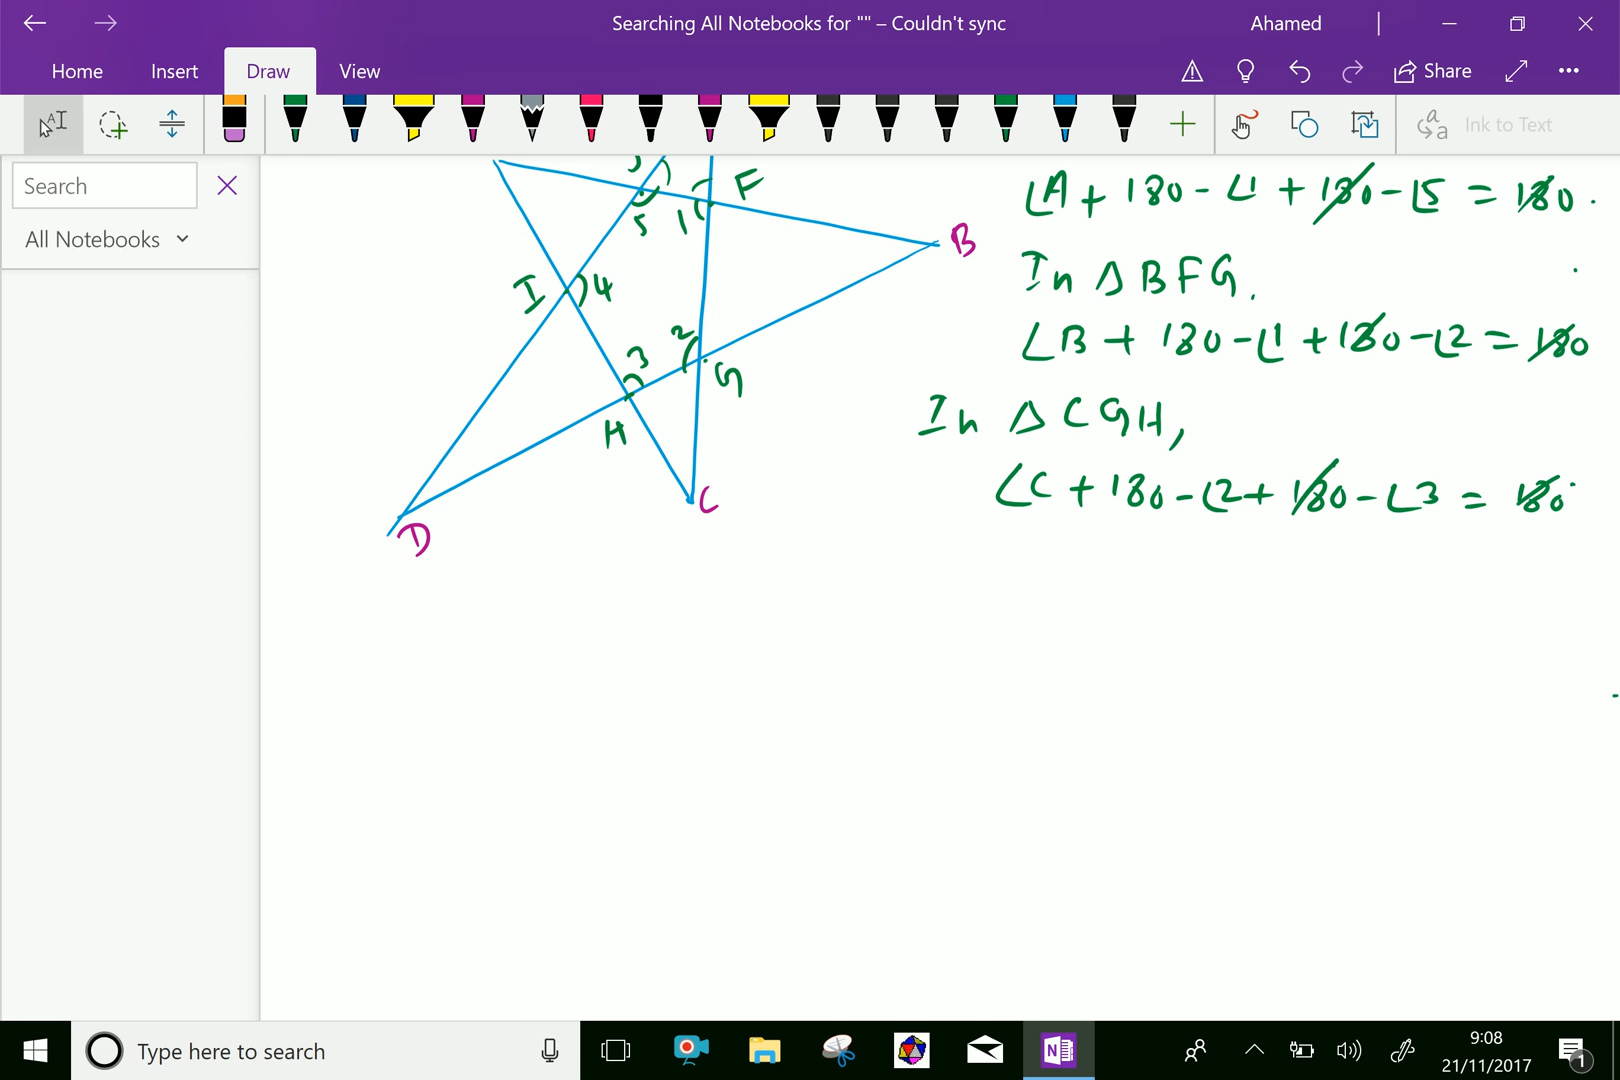 Searching All Notebooks for "" – Couldn't sync
Ahamed
Home Insert Draw View
Share
Ink to Text
Search
All Notebooks
F
5 1
B
I 4
2
3
G
H
C
D
∠A + 180 - ∠1 + 180 - ∠5 = 180.
In Δ BFG,
∠B + 180 - ∠1 + 180 - ∠2 = 180
In Δ CGH,
∠C + 180 - ∠2 + 180 - ∠3 = 180
Type here to search
9:08
21/11/2017
1